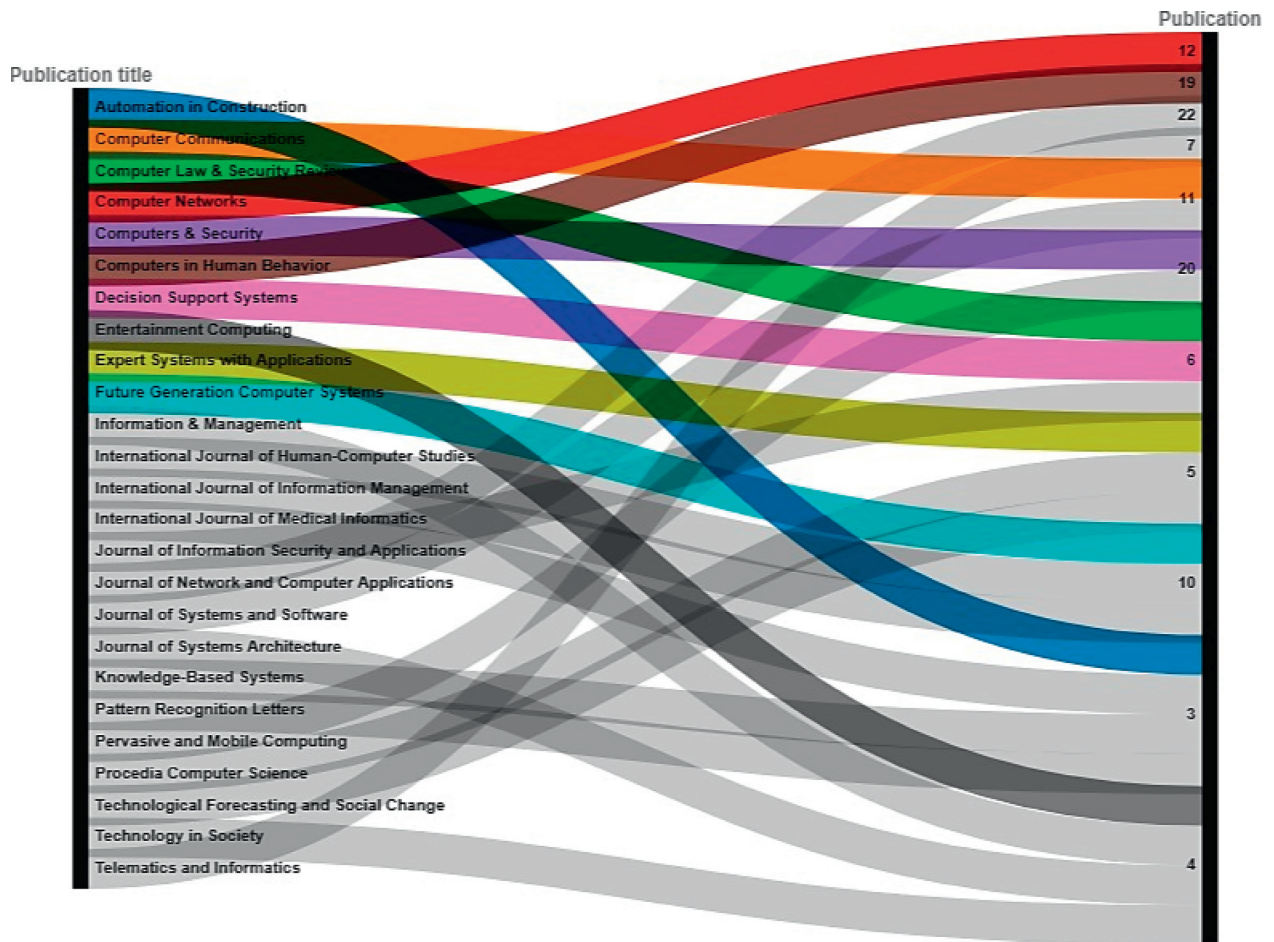 Publication
Publication title
Automation in Construction
Computer Communications
Computer Law & Security Review
Computer Networks
Computers & Security
Computers in Human Behavior
Decision Support Systems
Entertainment Computing
Expert Systems with Applications
Future Generation Computer Systems
Information & Management
International Journal of Human-Computer Studies
International Journal of Information Management
International Journal of Medical Informatics
Journal of Information Security and Applications
Journal of Network and Computer Applications
Journal of Systems and Software
Journal of Systems Architecture
Knowledge-Based Systems
Pattern Recognition Letters
Pervasive and Mobile Computing
Procedia Computer Science
Technological Forecasting and Social Change
Technology in Society
Telematics and Informatics
12
19
22
7
11
20
6
5
10
3
4